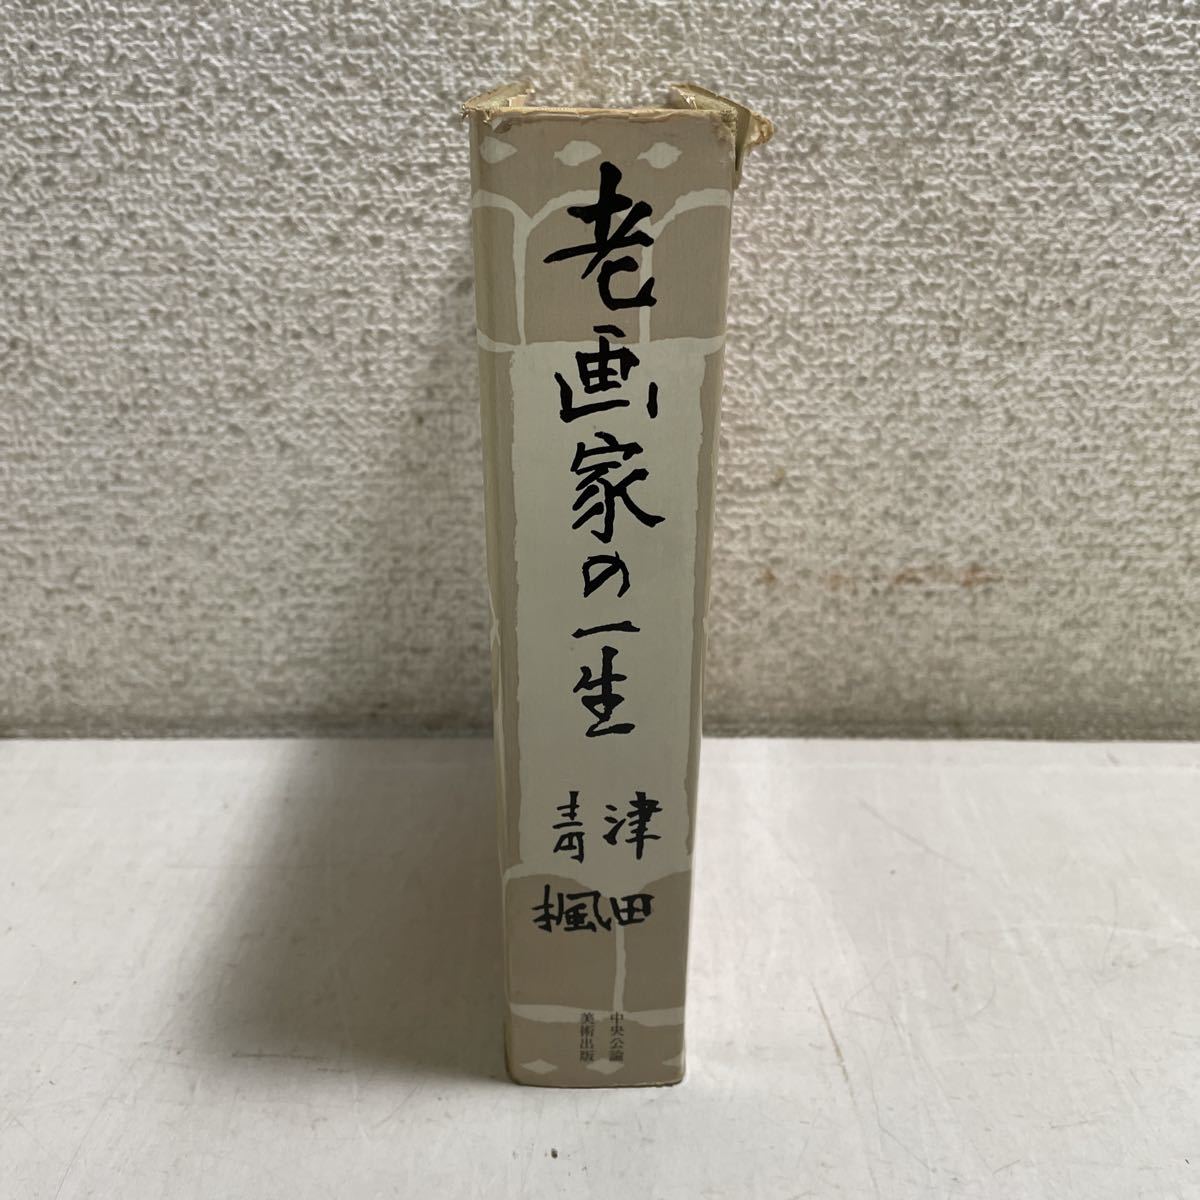 老画家の一生
津田
青楓
中央公論
美術出版